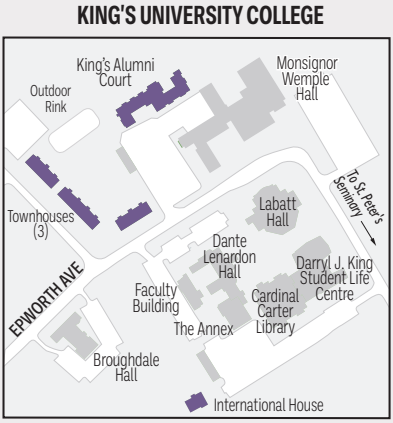 KING'S UNIVERSITY COLLEGE
King's Alumni
Court
Monsignor
Wemple
Hall
Outdoor
Rink
To St. Peter's
Seminary
Townhouses
(3)
Labatt
Hall
Dante
Lenardon
Hall
Darryl J. King
Student Life
Centre
EPWORTH AVE
Faculty
Building
Cardinal
Carter
Library
The Annex
Broughdale
Hall
International House